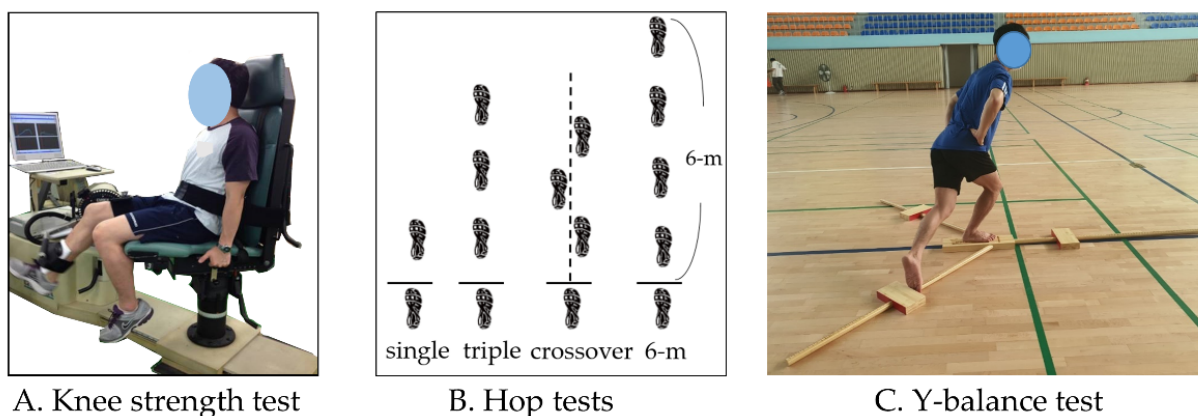 6-m
single triple crossover 6-m
A. Knee strength test
B. Hop tests
C. Y-balance test